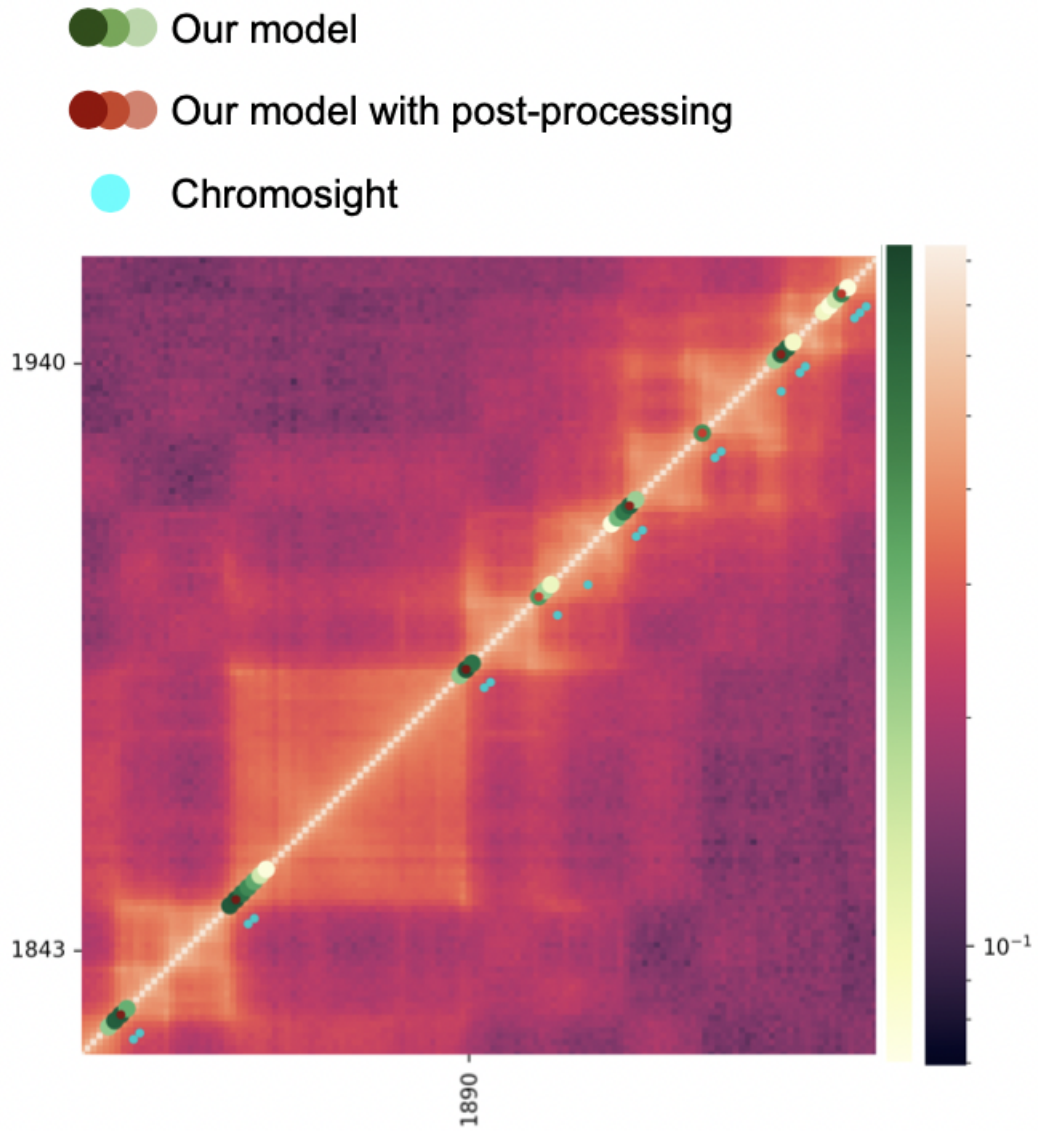 Our model
Our model with post-processing
Chromosight
1940
1843
1890
10⁻¹